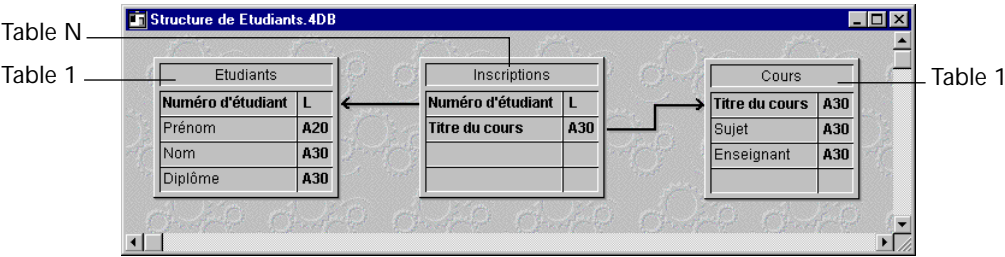 Structure de Etudiants.4DB
Table N
Table 1
Etudiants
Numéro d'étudiant L
Prénom A20
Nom A30
Diplôme A30
Inscriptions
Numéro d'étudiant L
Titre du cours A30
Cours
Titre du cours A30
Sujet A30
Enseignant A30
Table 1